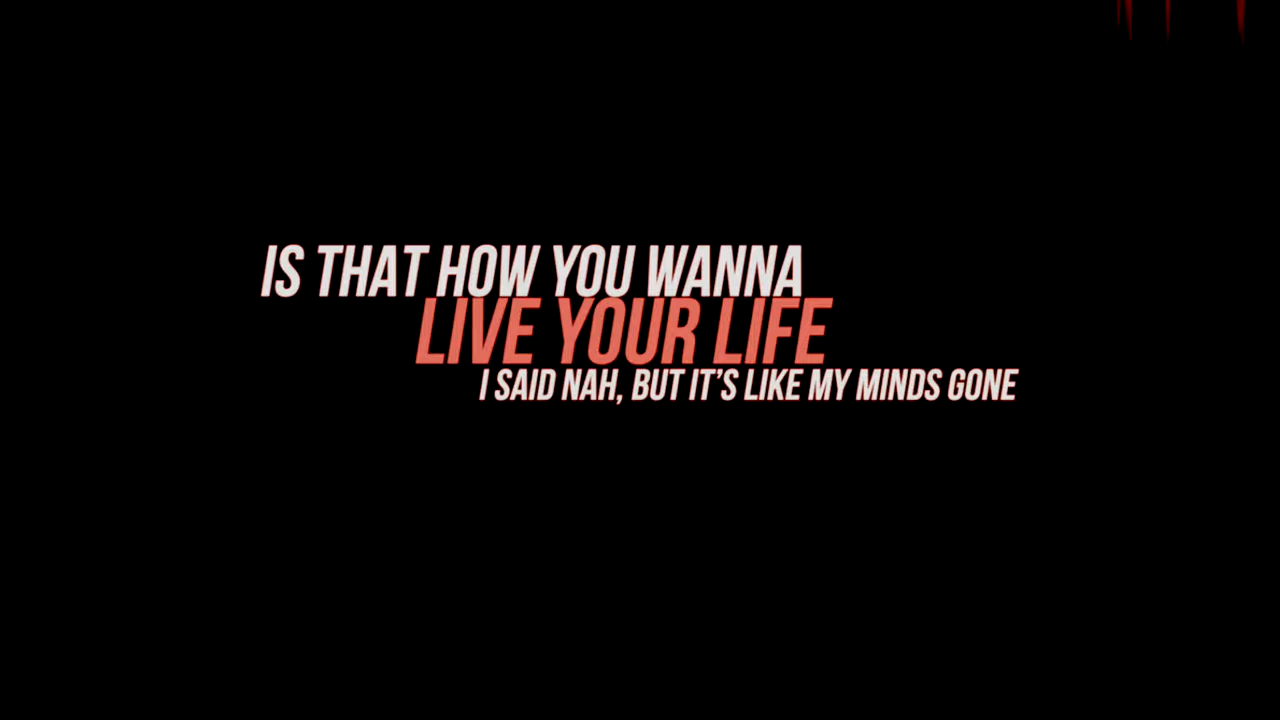 IS THAT HOW YOU WANNA
LIVE YOUR LIFE
I SAID NAH, BUT IT'S LIKE MY MINDS GONE